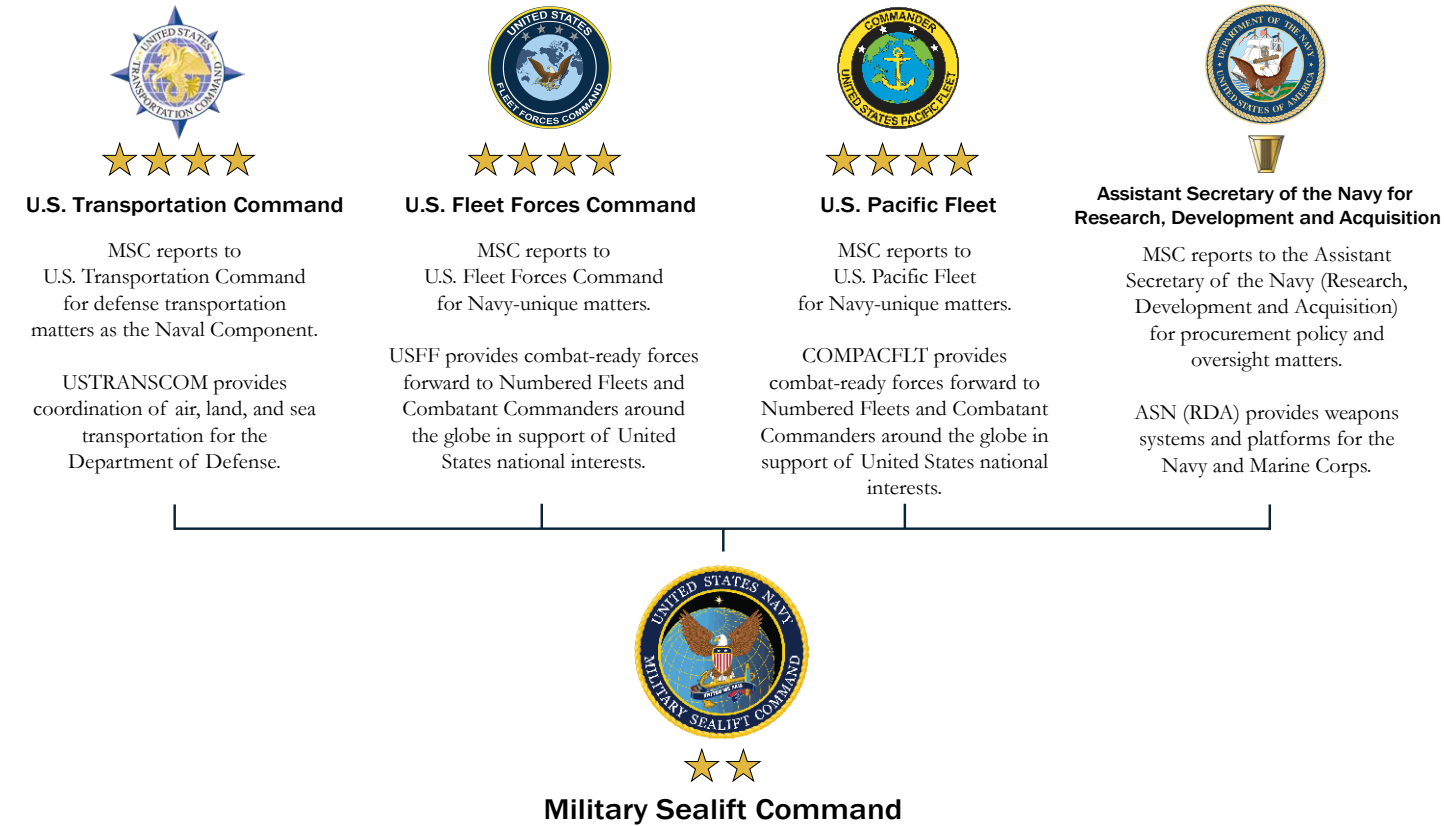 UNITED STATES
TRANSPORTATION COMMAND
UNITED STATES
FLEET FORCES COMMAND
COMMANDER
UNITED STATES PACIFIC FLEET
DEPARTMENT OF THE NAVY
UNITED STATES OF AMERICA
U.S. Transportation Command
MSC reports to
U.S. Transportation Command
for defense transportation
matters as the Naval Component.
USTRANSCOM provides
coordination of air, land, and sea
transportation for the
Department of Defense.
U.S. Fleet Forces Command
MSC reports to
U.S. Fleet Forces Command
for Navy-unique matters.
USFF provides combat-ready forces
forward to Numbered Fleets and
Combatant Commanders around
the globe in support of United
States national interests.
U.S. Pacific Fleet
MSC reports to
U.S. Pacific Fleet
for Navy-unique matters.
COMPACFLT provides
combat-ready forces forward to
Numbered Fleets and Combatant
Commanders around the globe in
support of United States national
interests.
Assistant Secretary of the Navy for
Research, Development and Acquisition
MSC reports to the Assistant
Secretary of the Navy (Research,
Development and Acquisition)
for procurement policy and
oversight matters.
ASN (RDA) provides weapons
systems and platforms for the
Navy and Marine Corps.
UNITED STATES NAVY
MILITARY SEALIFT COMMAND
UNITED WE SAIL
Military Sealift Command